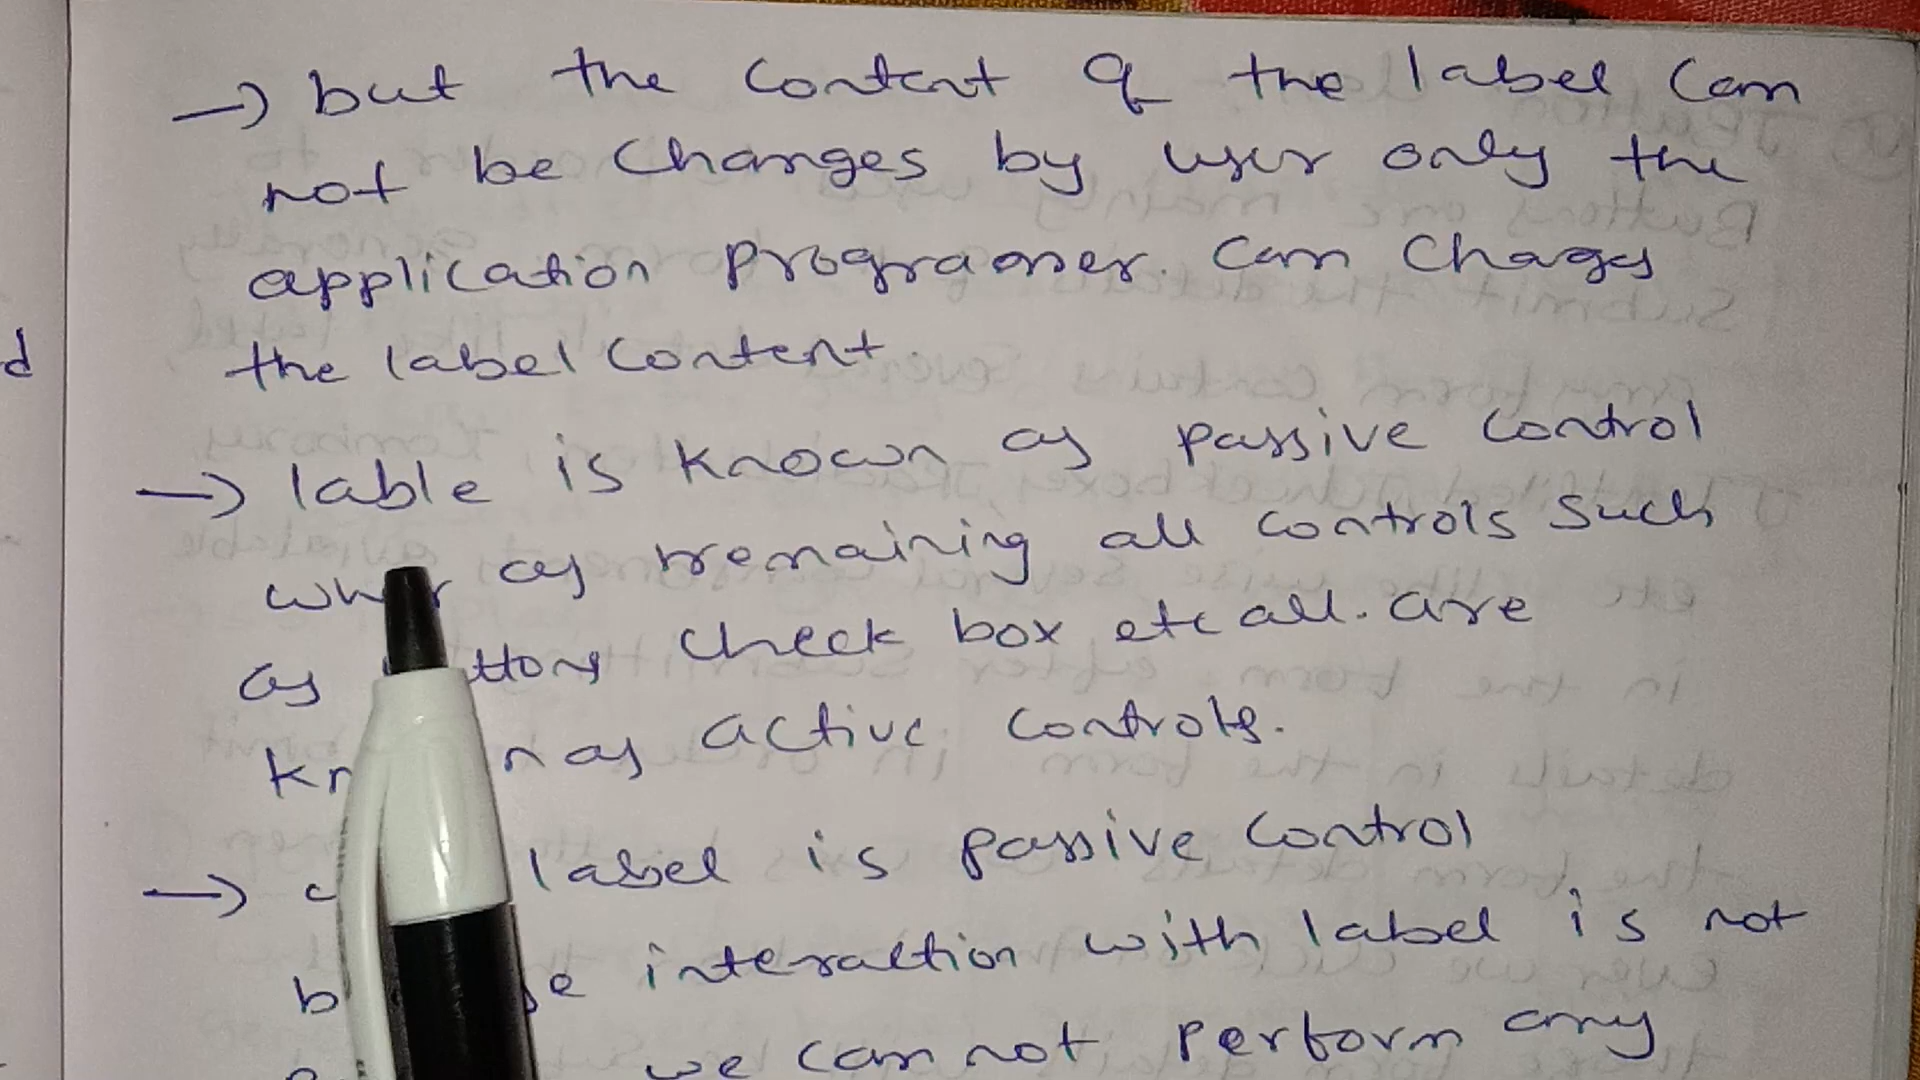 → but the content of the label can
not be changes by user only the
application programer. can chages
the label content
d
→ lable is known as passive control
as remaining all controls such
as check box etc all. are
as active controls.
→ label is passive control
interaction with label is not
we can not perform any